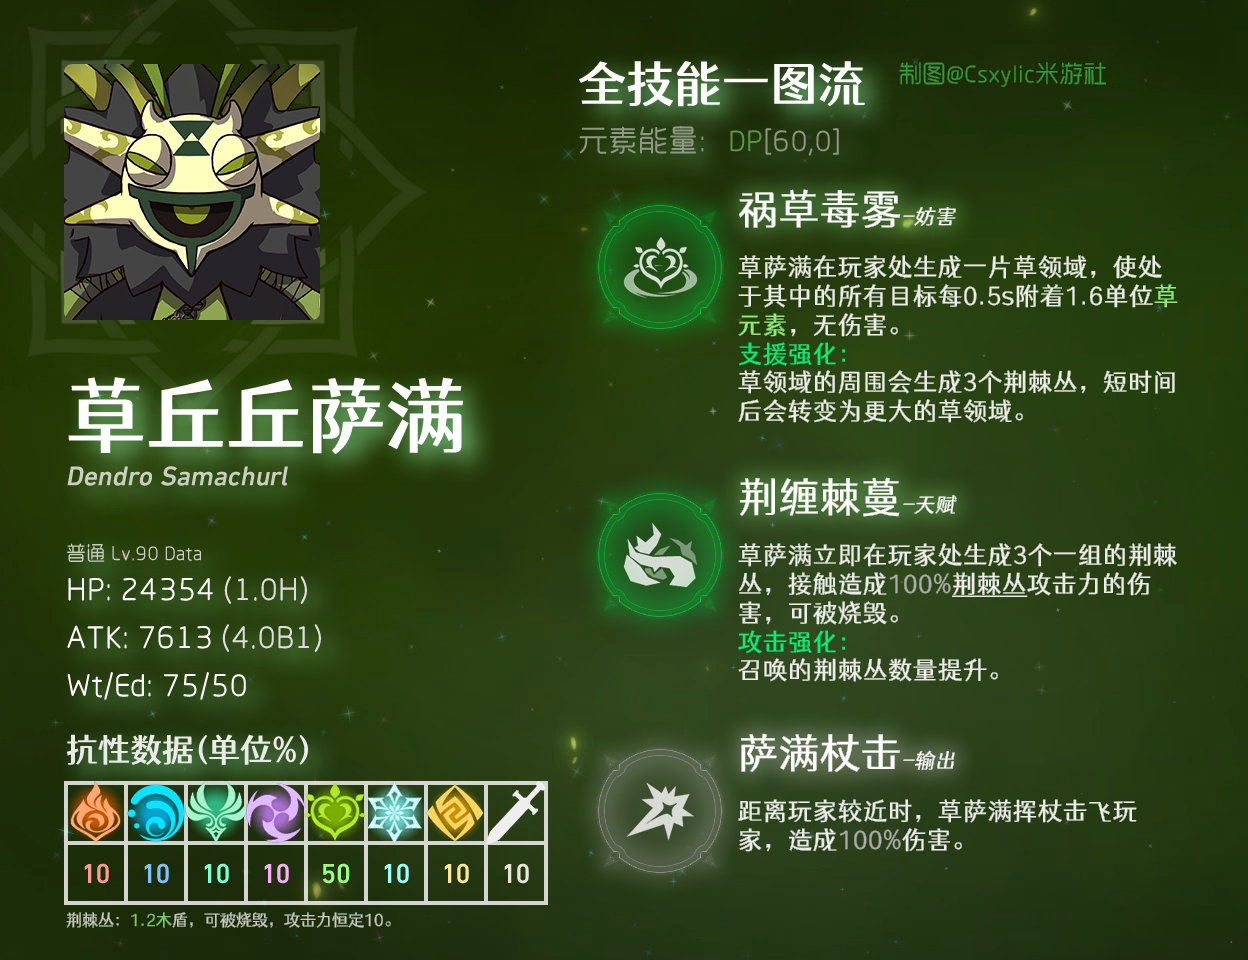 全技能一图流
制图@Csxylic米游社
元素能量： DP[60,0]
草丘丘萨满
Dendro Samachurl
普通 Lv.90 Data
HP: 24354 (1.0H)
ATK: 7613 (4.0B1)
Wt/Ed: 75/50
抗性数据(单位%)
10 10 10 10 50 10 10 10
荆棘丛：1.2木盾，可被烧毁，攻击力恒定10。
祸草毒雾-妨害
草萨满在玩家处生成一片草领域，使处
于其中的所有目标每0.5s附着1.6单位草
元素，无伤害。
支援强化：
草领域的周围会生成3个荆棘丛，短时间
后会转变为更大的草领域。
荆缠棘蔓-天赋
草萨满立即在玩家处生成3个一组的荆棘
丛，接触造成100%荆棘丛攻击力的伤
害，可被烧毁。
攻击强化：
召唤的荆棘丛数量提升。
萨满杖击-输出
距离玩家较近时，草萨满挥杖击飞玩
家，造成100%伤害。